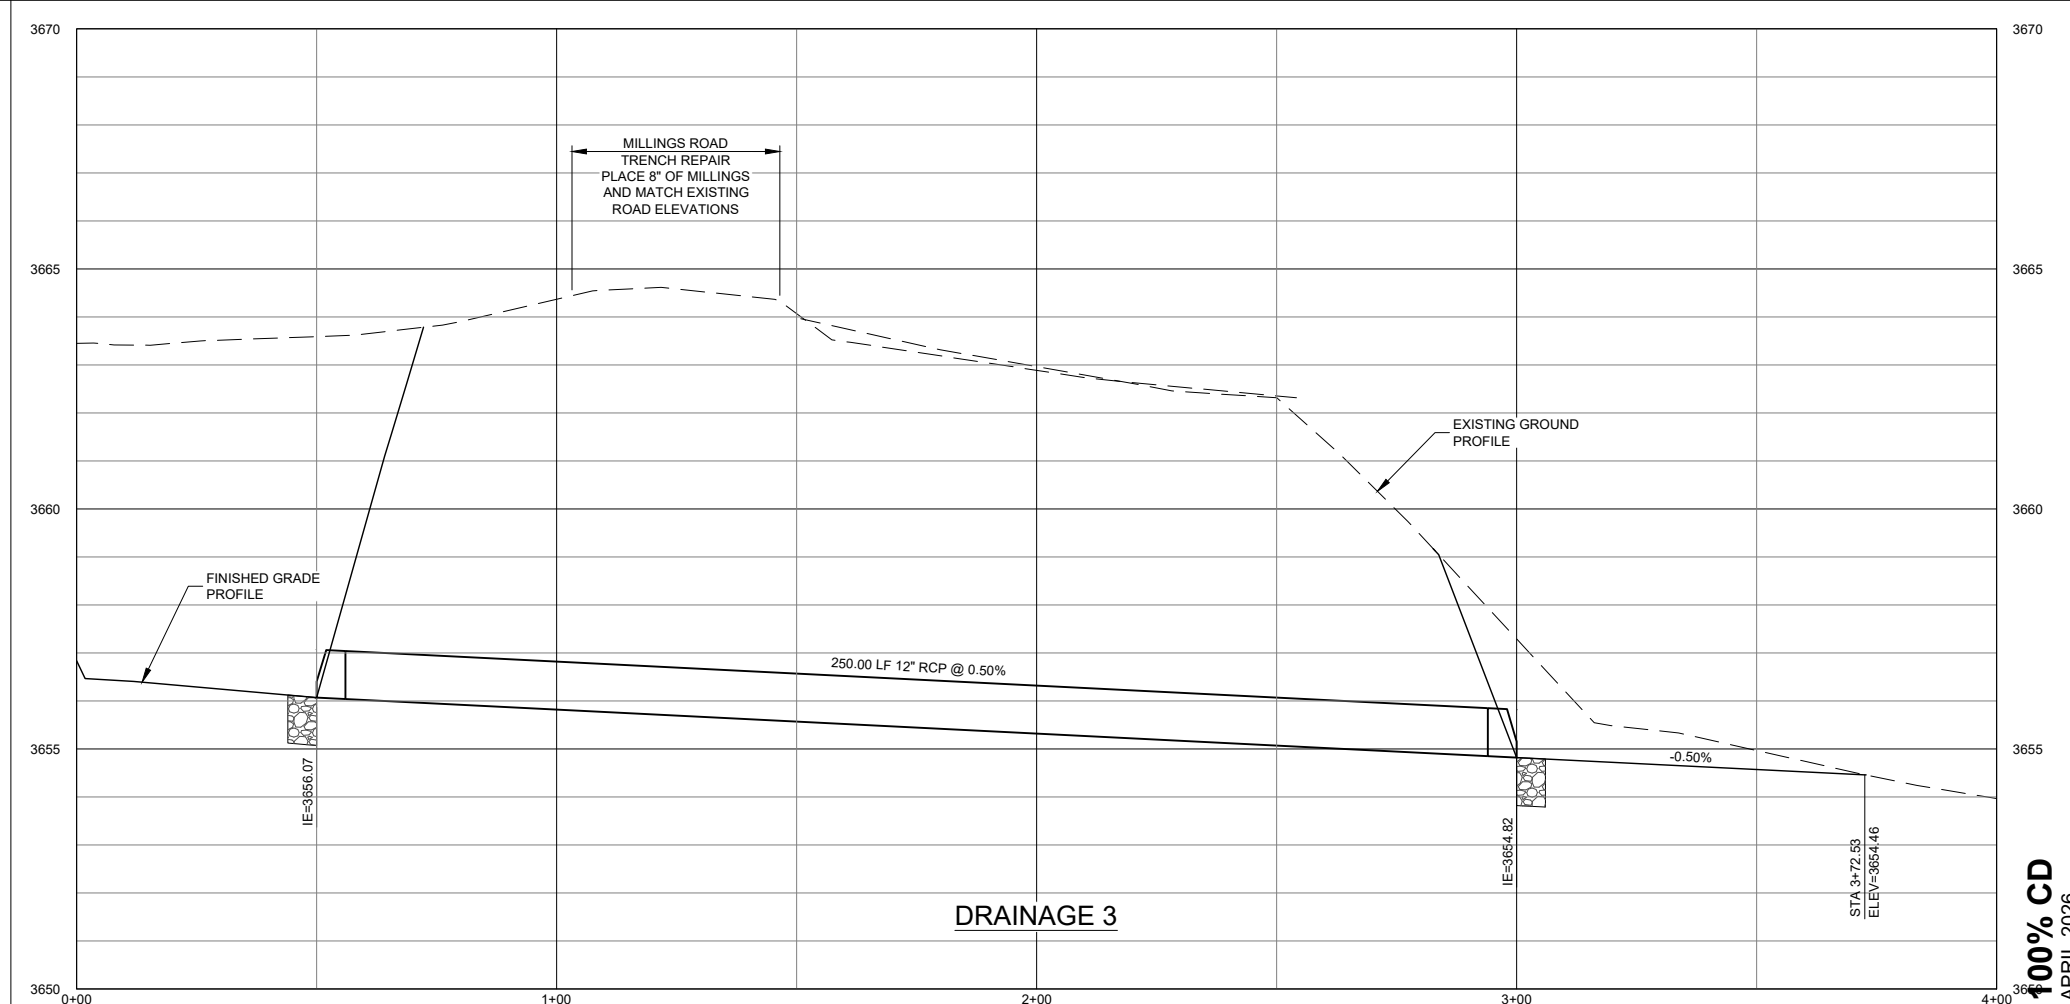 3670
3670
MILLINGS ROAD
TRENCH REPAIR
PLACE 8" OF MILLINGS
AND MATCH EXISTING
ROAD ELEVATIONS
3665
3665
EXISTING GROUND
PROFILE
3660
3660
FINISHED GRADE
PROFILE
250.00 LF 12" RCP @ 0.50%
3655
3655
-0.50%
IE=3656.07
IE=3654.82
STA 3+72.53
ELEV=3654.46
DRAINAGE 3
100% CD
APRIL 2026
3650
3650
0+00
1+00
2+00
3+00
4+00